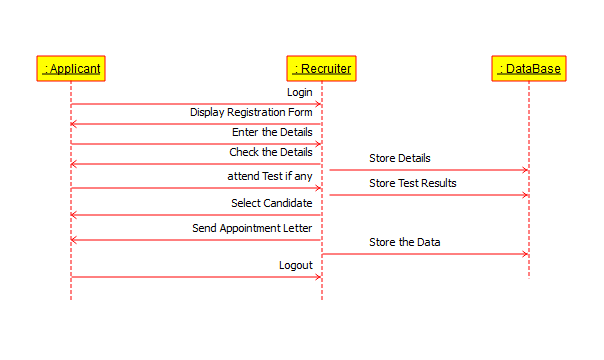 : Applicant
: Recruiter
: DataBase
Login
Display Registration Form
Enter the Details
Check the Details
Store Details
attend Test if any
Store Test Results
Select Candidate
Send Appointment Letter
Store the Data
Logout